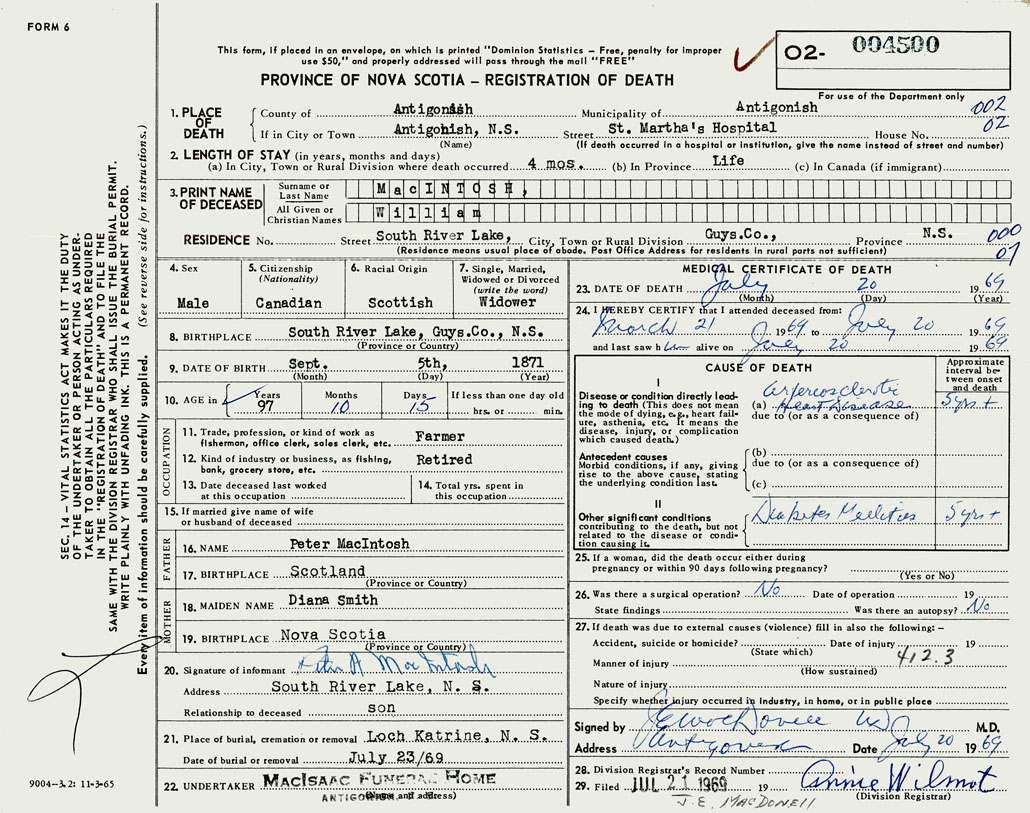 FORM 6
This form, if placed in an envelope, on which is printed "Dominion Statistics – Free, penalty for improper
use $50," and properly addressed will pass through the mail "FREE"
PROVINCE OF NOVA SCOTIA – REGISTRATION OF DEATH
O2- 004500
For use of the Department only
SEC. 14 – VITAL STATISTICS ACT MAKES IT THE DUTY
OF THE UNDERTAKER OR PERSON ACTING AS UNDER-
TAKER TO OBTAIN ALL THE PARTICULARS REQUIRED
IN THE "REGISTRATION OF DEATH" AND TO FILE THE
SAME WITH THE DIVISION REGISTRAR WHO SHALL ISSUE THE BURIAL PERMIT.
WRITE PLAINLY WITH UNFADING INK. THIS IS A PERMANENT RECORD.
Every item of information should be carefully supplied. (See reverse side for instructions.)
1. PLACE OF DEATH
County of Antigonish Municipality of Antigonish 002
If in City or Town Antigonish, N.S. Street St. Martha's Hospital House No. 02
(Name) (If death occurred in a hospital or institution, give the name instead of street and number)
2. LENGTH OF STAY (in years, months and days)
(a) In City, Town or Rural Division where death occurred 4 mos. (b) In Province Life (c) In Canada (if immigrant)
3. PRINT NAME OF DECEASED
Surname or Last Name MacINTOSH,
All Given or Christian Names William
RESIDENCE No. Street South River Lake, City, Town or Rural Division Guys.Co., Province N.S. 000
(Residence means usual place of abode. Post Office Address for residents in rural parts not sufficient) 07
4. Sex
Male
5. Citizenship (Nationality)
Canadian
6. Racial Origin
Scottish
7. Single, Married, Widowed or Divorced (write the word)
Widower
8. BIRTHPLACE South River Lake, Guys.Co., N.S.
(Province or Country)
9. DATE OF BIRTH Sept. 5th, 1871
(Month) (Day) (Year)
10. AGE in Years 97 Months 10 Days 15 If less than one day old hrs. or min.
OCCUPATION
11. Trade, profession, or kind of work as fisherman, office clerk, sales clerk, etc. Farmer
12. Kind of industry or business, as fishing, bank, grocery store, etc. Retired
13. Date deceased last worked at this occupation
14. Total yrs. spent in this occupation
15. If married give name of wife or husband of deceased
FATHER
16. NAME Peter MacIntosh
17. BIRTHPLACE Scotland
(Province or Country)
MOTHER
18. MAIDEN NAME Diana Smith
19. BIRTHPLACE Nova Scotia
(Province or Country)
20. Signature of informant Peter A MacIntosh
Address South River Lake, N. S.
Relationship to deceased son
21. Place of burial, cremation or removal Loch Katrine, N. S.
Date of burial or removal July 23/69
22. UNDERTAKER MacIsaac Funeral Home
ANTIGONISH (Name and address)
9004–3.2: 11-3-65
MEDICAL CERTIFICATE OF DEATH
23. DATE OF DEATH July 20 1969
(Month) (Day) (Year)
24. I HEREBY CERTIFY that I attended deceased from:
March 21 1969 to July 20 1969
and last saw him alive on July 20 1969
CAUSE OF DEATH
Approximate interval between onset and death
I
Disease or condition directly leading to death (This does not mean the mode of dying, e.g., heart failure, asthenia, etc. It means the disease, injury, or complication which caused death.)
(a) Arteriosclerotic Heart Disease 5 yrs +
due to (or as a consequence of)
Antecedent causes
Morbid conditions, if any, giving rise to the above cause, stating the underlying condition last.
(b)
due to (or as a consequence of)
(c)
II
Other significant conditions contributing to the death, but not related to the disease or condition causing it.
Diabetes Mellitus 5 yrs +
25. If a woman, did the death occur either during pregnancy or within 90 days following pregnancy?
(Yes or No)
26. Was there a surgical operation? No Date of operation 19
State findings Was there an autopsy? No
27. If death was due to external causes (violence) fill in also the following:–
Accident, suicide or homicide? Date of injury 19
(State which) 412.3
Manner of injury
(How sustained)
Nature of injury
Specify whether injury occurred in industry, in home, or in public place
Signed by M.D.
Address Antigonish Date July 20 1969
28. Division Registrar's Record Number
29. Filed JUL 21 1969 19 Annie Wilmot
(Division Registrar)
J.E. MacDONELL